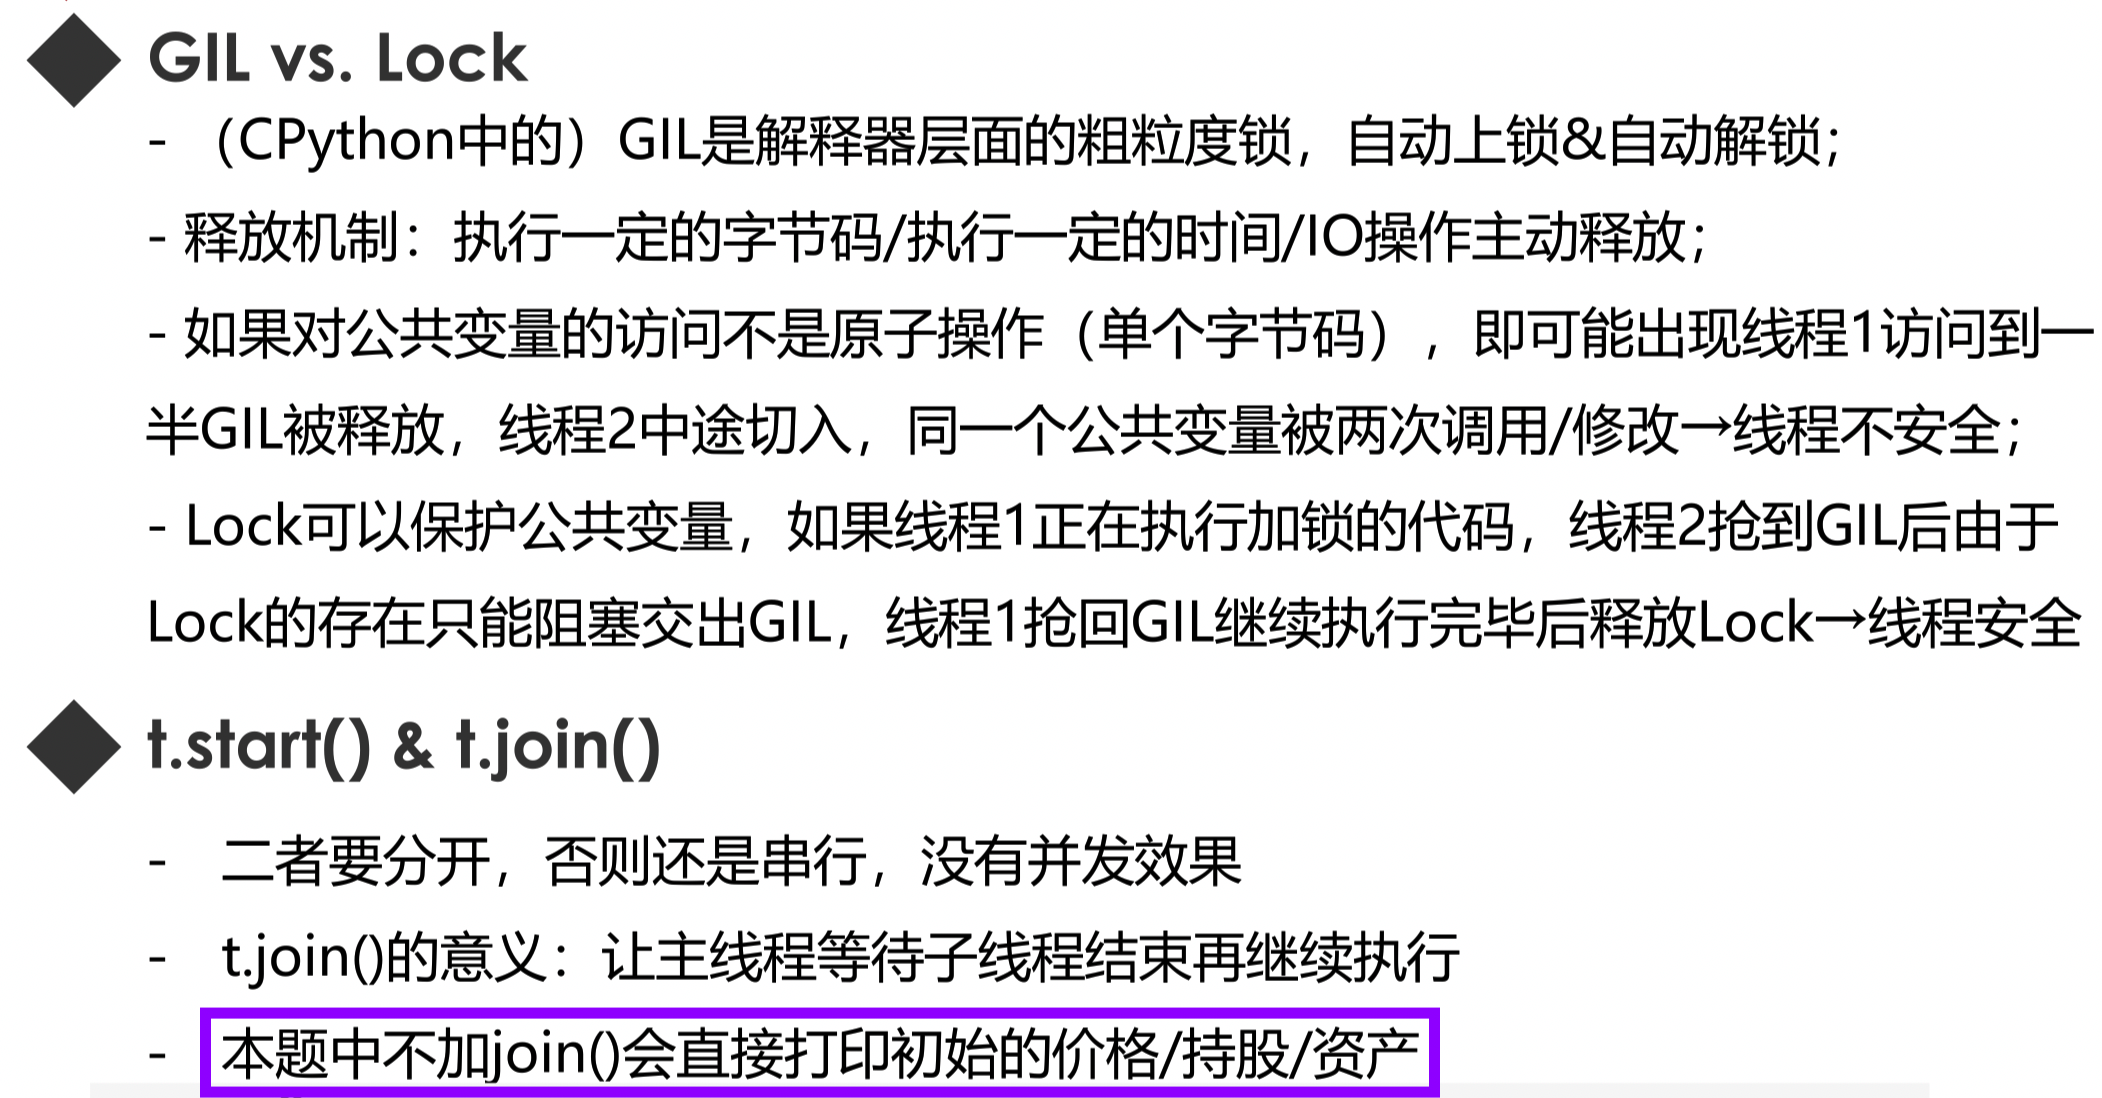 GIL vs. Lock
- （CPython中的）GIL是解释器层面的粗粒度锁，自动上锁&自动解锁；
- 释放机制：执行一定的字节码/执行一定的时间/IO操作主动释放；
- 如果对公共变量的访问不是原子操作（单个字节码），即可能出现线程1访问到一
半GIL被释放，线程2中途切入，同一个公共变量被两次调用/修改→线程不安全；
- Lock可以保护公共变量，如果线程1正在执行加锁的代码，线程2抢到GIL后由于
Lock的存在只能阻塞交出GIL，线程1抢回GIL继续执行完毕后释放Lock→线程安全
t.start() & t.join()
- 二者要分开，否则还是串行，没有并发效果
- t.join()的意义：让主线程等待子线程结束再继续执行
- 本题中不加join()会直接打印初始的价格/持股/资产